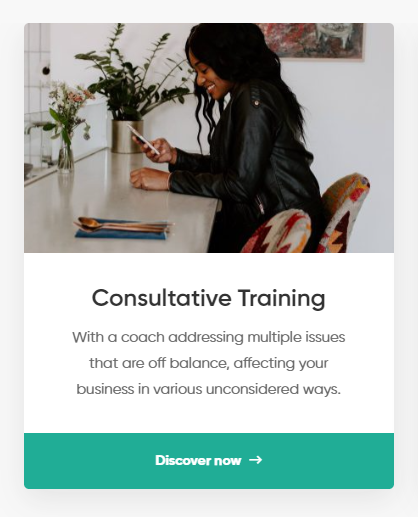 Consultative Training
With a coach addressing multiple issues
that are off balance, affecting your
business in various unconsidered ways.
Discover now →